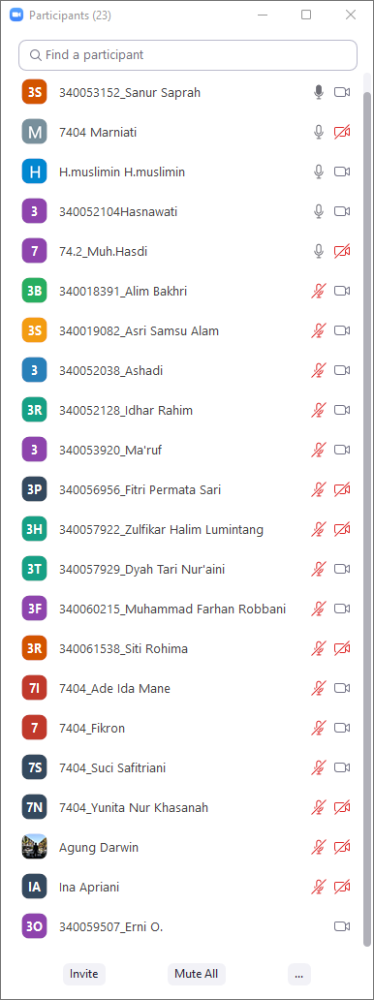 Participants (23)
Find a participant
3S 340053152_Sanur Saprah
M 7404 Marniati
H H.muslimin H.muslimin
3 340052104Hasnawati
7 74.2_Muh.Hasdi
3B 340018391_Alim Bakhri
3S 340019082_Asri Samsu Alam
3 340052038_Ashadi
3R 340052128_Idhar Rahim
3 340053920_Ma'ruf
3P 340056956_Fitri Permata Sari
3H 340057922_Zulfikar Halim Lumintang
3T 340057929_Dyah Tari Nur'aini
3F 340060215_Muhammad Farhan Robbani
3R 340061538_Siti Rohima
7I 7404_Ade Ida Mane
7 7404_Fikron
7S 7404_Suci Safitriani
7N 7404_Yunita Nur Khasanah
Agung Darwin
IA Ina Apriani
3O 340059507_Erni O.
Invite Mute All ...